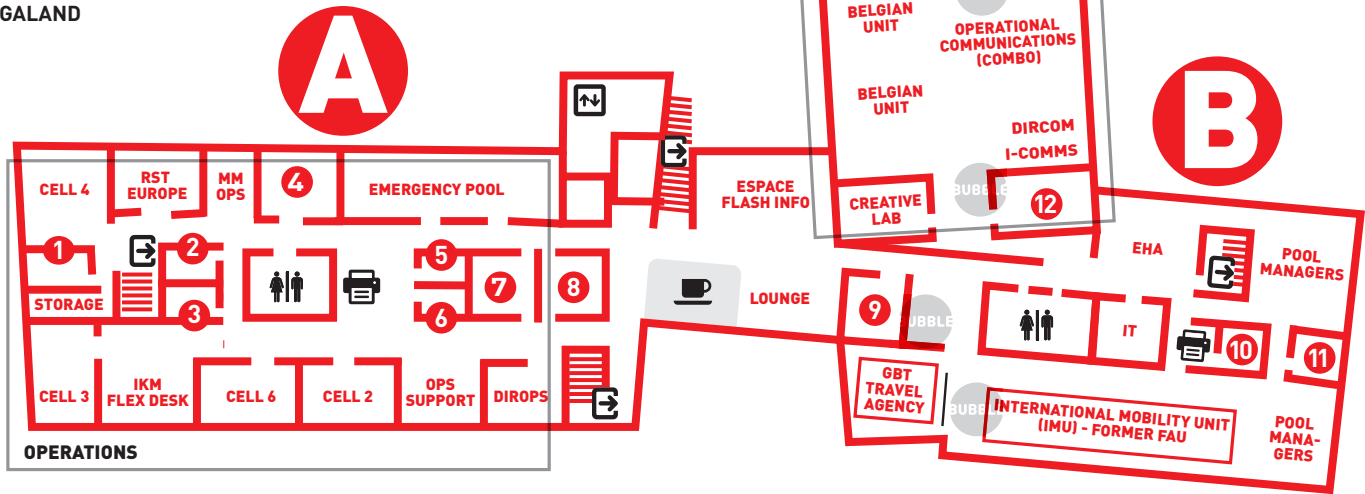 GALAND
A
BELGIAN
UNIT
OPERATIONAL
COMMUNICATIONS
(COMBO)
BELGIAN
UNIT
B
DIRCOM
I-COMMS
CELL 4
RST
EUROPE
MM
OPS
4
EMERGENCY POOL
ESPACE
FLASH INFO
CREATIVE
LAB
BUBBLE
12
1
2
5
7
8
EHA
POOL
MANAGERS
STORAGE
3
6
LOUNGE
9
UBBLE
IT
10
11
CELL 3
IKM
FLEX DESK
CELL 6
CELL 2
OPS
SUPPORT
DIROPS
GBT
TRAVEL
AGENCY
BUBBLE
INTERNATIONAL MOBILITY UNIT
(IMU) - FORMER FAU
POOL
MANA-
GERS
OPERATIONS